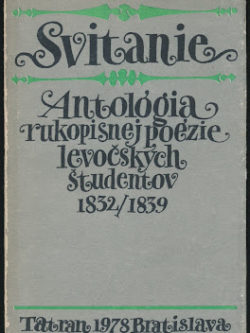 Svitanie
Antológia
rukopisnej poézie
levočských
študentov
1832/1839
Tatran 1978 Bratislava